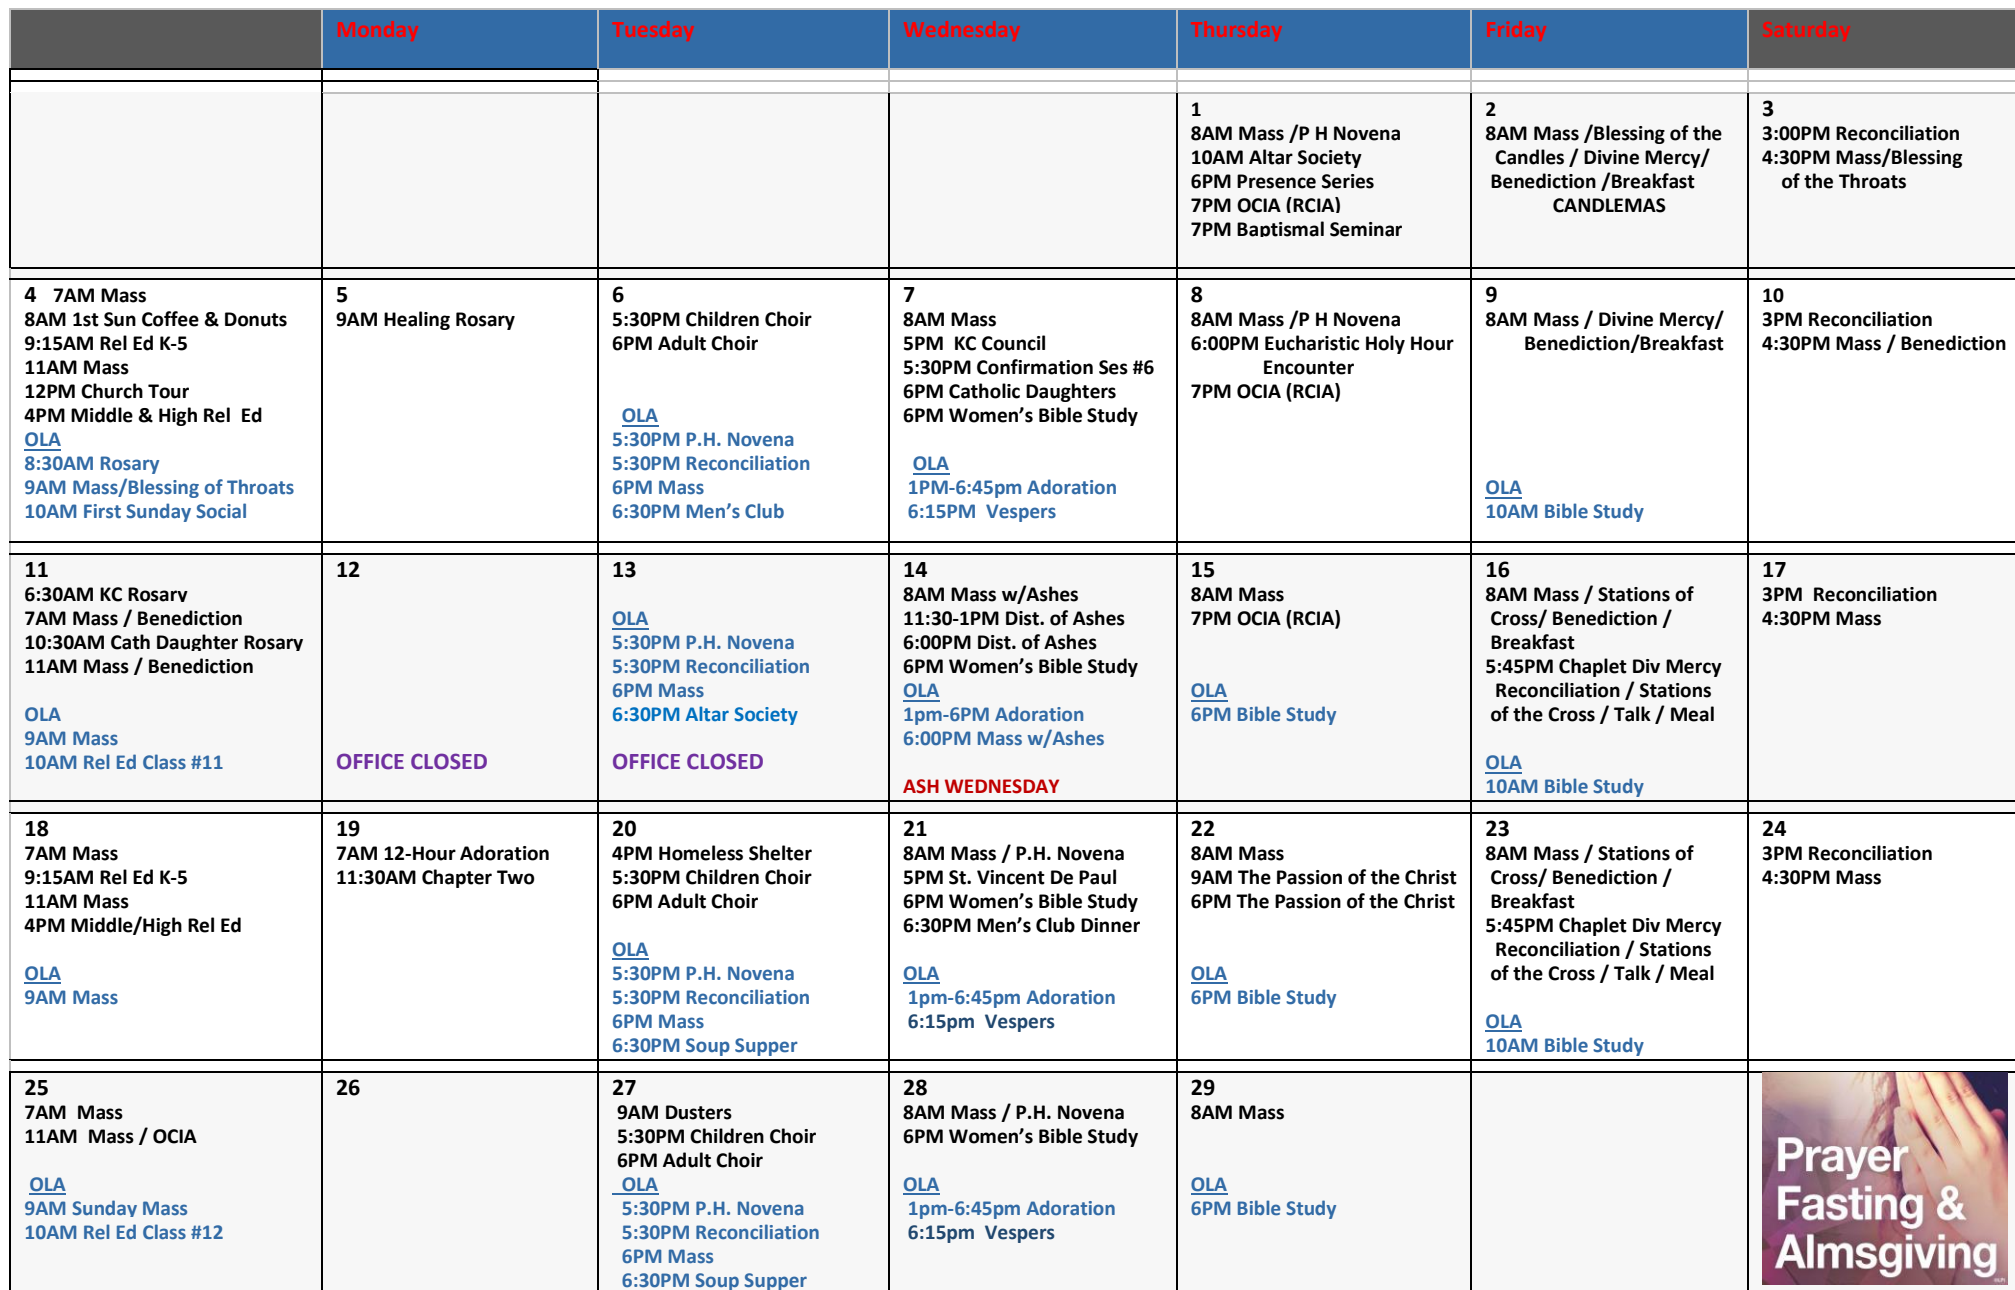 Monday
Tuesday
Wednesday
Thursday
Friday
Saturday
1
8AM Mass /P H Novena
10AM Altar Society
6PM Presence Series
7PM OCIA (RCIA)
7PM Baptismal Seminar
2
8AM Mass /Blessing of the
Candles / Divine Mercy/
Benediction /Breakfast
CANDLEMAS
3
3:00PM Reconciliation
4:30PM Mass/Blessing
of the Throats
4 7AM Mass
8AM 1st Sun Coffee & Donuts
9:15AM Rel Ed K-5
11AM Mass
12PM Church Tour
4PM Middle & High Rel Ed
OLA
8:30AM Rosary
9AM Mass/Blessing of Throats
10AM First Sunday Social
5
9AM Healing Rosary
6
5:30PM Children Choir
6PM Adult Choir
OLA
5:30PM P.H. Novena
5:30PM Reconciliation
6PM Mass
6:30PM Men’s Club
7
8AM Mass
5PM KC Council
5:30PM Confirmation Ses #6
6PM Catholic Daughters
6PM Women’s Bible Study
OLA
1PM-6:45pm Adoration
6:15PM Vespers
8
8AM Mass /P H Novena
6:00PM Eucharistic Holy Hour
Encounter
7PM OCIA (RCIA)
9
8AM Mass / Divine Mercy/
Benediction/Breakfast
OLA
10AM Bible Study
10
3PM Reconciliation
4:30PM Mass / Benediction
11
6:30AM KC Rosary
7AM Mass / Benediction
10:30AM Cath Daughter Rosary
11AM Mass / Benediction
OLA
9AM Mass
10AM Rel Ed Class #11
12
OFFICE CLOSED
13
OLA
5:30PM P.H. Novena
5:30PM Reconciliation
6PM Mass
6:30PM Altar Society
OFFICE CLOSED
14
8AM Mass w/Ashes
11:30-1PM Dist. of Ashes
6:00PM Dist. of Ashes
6PM Women’s Bible Study
OLA
1pm-6PM Adoration
6:00PM Mass w/Ashes
ASH WEDNESDAY
15
8AM Mass
7PM OCIA (RCIA)
OLA
6PM Bible Study
16
8AM Mass / Stations of
Cross/ Benediction /
Breakfast
5:45PM Chaplet Div Mercy
Reconciliation / Stations
of the Cross / Talk / Meal
OLA
10AM Bible Study
17
3PM Reconciliation
4:30PM Mass
18
7AM Mass
9:15AM Rel Ed K-5
11AM Mass
4PM Middle/High Rel Ed
OLA
9AM Mass
19
7AM 12-Hour Adoration
11:30AM Chapter Two
20
4PM Homeless Shelter
5:30PM Children Choir
6PM Adult Choir
OLA
5:30PM P.H. Novena
5:30PM Reconciliation
6PM Mass
6:30PM Soup Supper
21
8AM Mass / P.H. Novena
5PM St. Vincent De Paul
6PM Women’s Bible Study
6:30PM Men’s Club Dinner
OLA
1pm-6:45pm Adoration
6:15pm Vespers
22
8AM Mass
9AM The Passion of the Christ
6PM The Passion of the Christ
OLA
6PM Bible Study
23
8AM Mass / Stations of
Cross/ Benediction /
Breakfast
5:45PM Chaplet Div Mercy
Reconciliation / Stations
of the Cross / Talk / Meal
OLA
10AM Bible Study
24
3PM Reconciliation
4:30PM Mass
25
7AM Mass
11AM Mass / OCIA
OLA
9AM Sunday Mass
10AM Rel Ed Class #12
26
27
9AM Dusters
5:30PM Children Choir
6PM Adult Choir
OLA
5:30PM P.H. Novena
5:30PM Reconciliation
6PM Mass
6:30PM Soup Supper
28
8AM Mass / P.H. Novena
6PM Women’s Bible Study
OLA
1pm-6:45pm Adoration
6:15pm Vespers
29
8AM Mass
OLA
6PM Bible Study
Prayer
Fasting &
Almsgiving